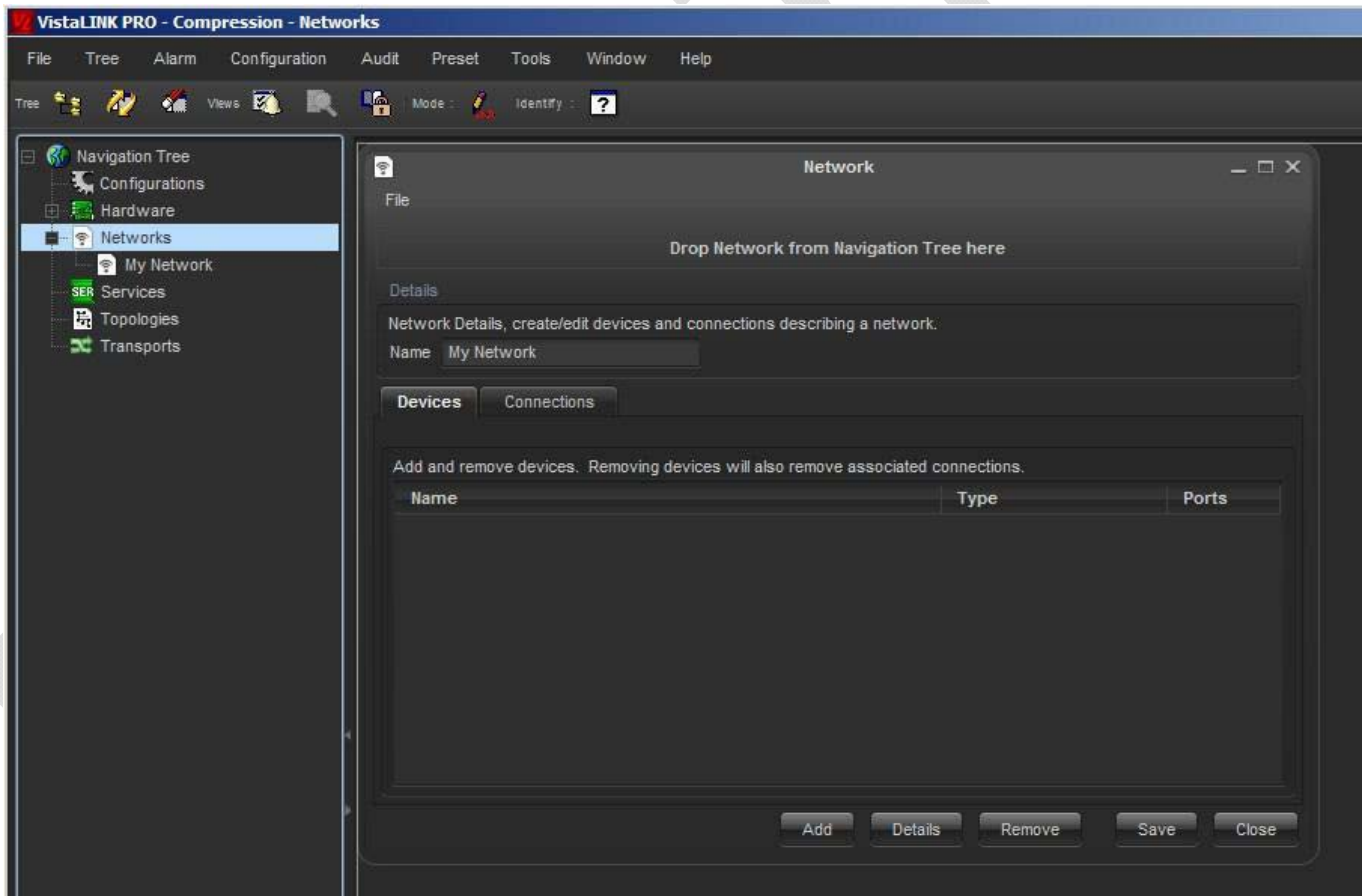 VistaLINK PRO - Compression - Networks
File Tree Alarm Configuration Audit Preset Tools Window Help
Tree Views Mode : Identify : ?
Navigation Tree
Configurations
Hardware
Networks
My Network
SER Services
Topologies
Transports
Network
File
Drop Network from Navigation Tree here
Details
Network Details, create/edit devices and connections describing a network.
Name My Network
Devices Connections
Add and remove devices. Removing devices will also remove associated connections.
Name Type Ports
Add Details Remove Save Close